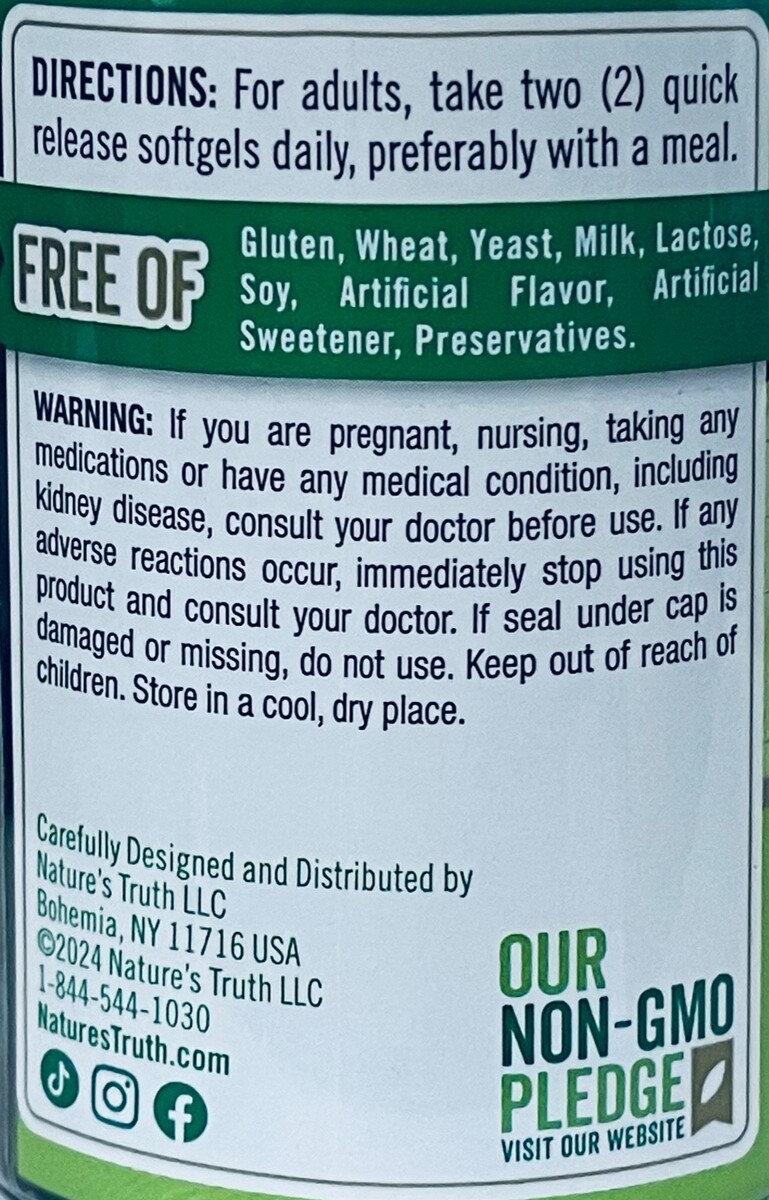 DIRECTIONS: For adults, take two (2) quick
release softgels daily, preferably with a meal.
FREE OF
Gluten, Wheat, Yeast, Milk, Lactose,
Soy, Artificial Flavor, Artificial
Sweetener, Preservatives.
WARNING: If you are pregnant, nursing, taking any
medications or have any medical condition, including
kidney disease, consult your doctor before use. If any
adverse reactions occur, immediately stop using this
product and consult your doctor. If seal under cap is
damaged or missing, do not use. Keep out of reach of
children. Store in a cool, dry place.
Carefully Designed and Distributed by
Nature's Truth LLC
Bohemia, NY 11716 USA
©2024 Nature's Truth LLC
1-844-544-1030
NaturesTruth.com
OUR
NON-GMO
PLEDGE
VISIT OUR WEBSITE